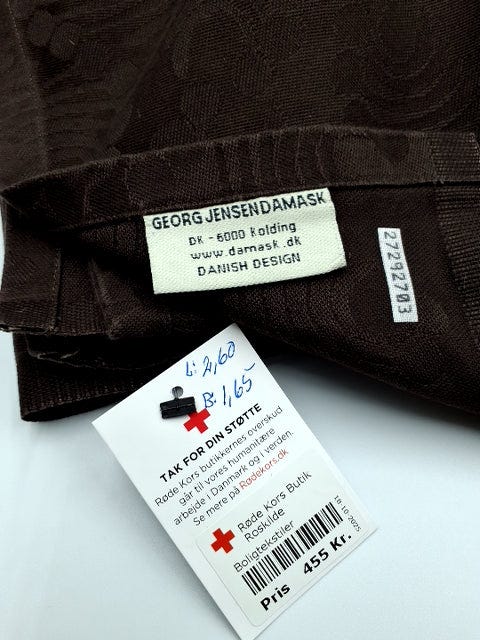 GEORG JENSEN DAMASK
DK - 6000 Kolding
www.damask.dk
DANISH DESIGN
27292703
L: 2,60
B: 1,65
TAK FOR DIN STØTTE
Røde Kors butikkernes overskud
går til vores humanitære
arbejde i Danmark og i verden.
Se mere på Rødekors.dk
Røde Kors Butik
Roskilde
Boligtekstiler
18 10 2025
Pris 455 Kr.